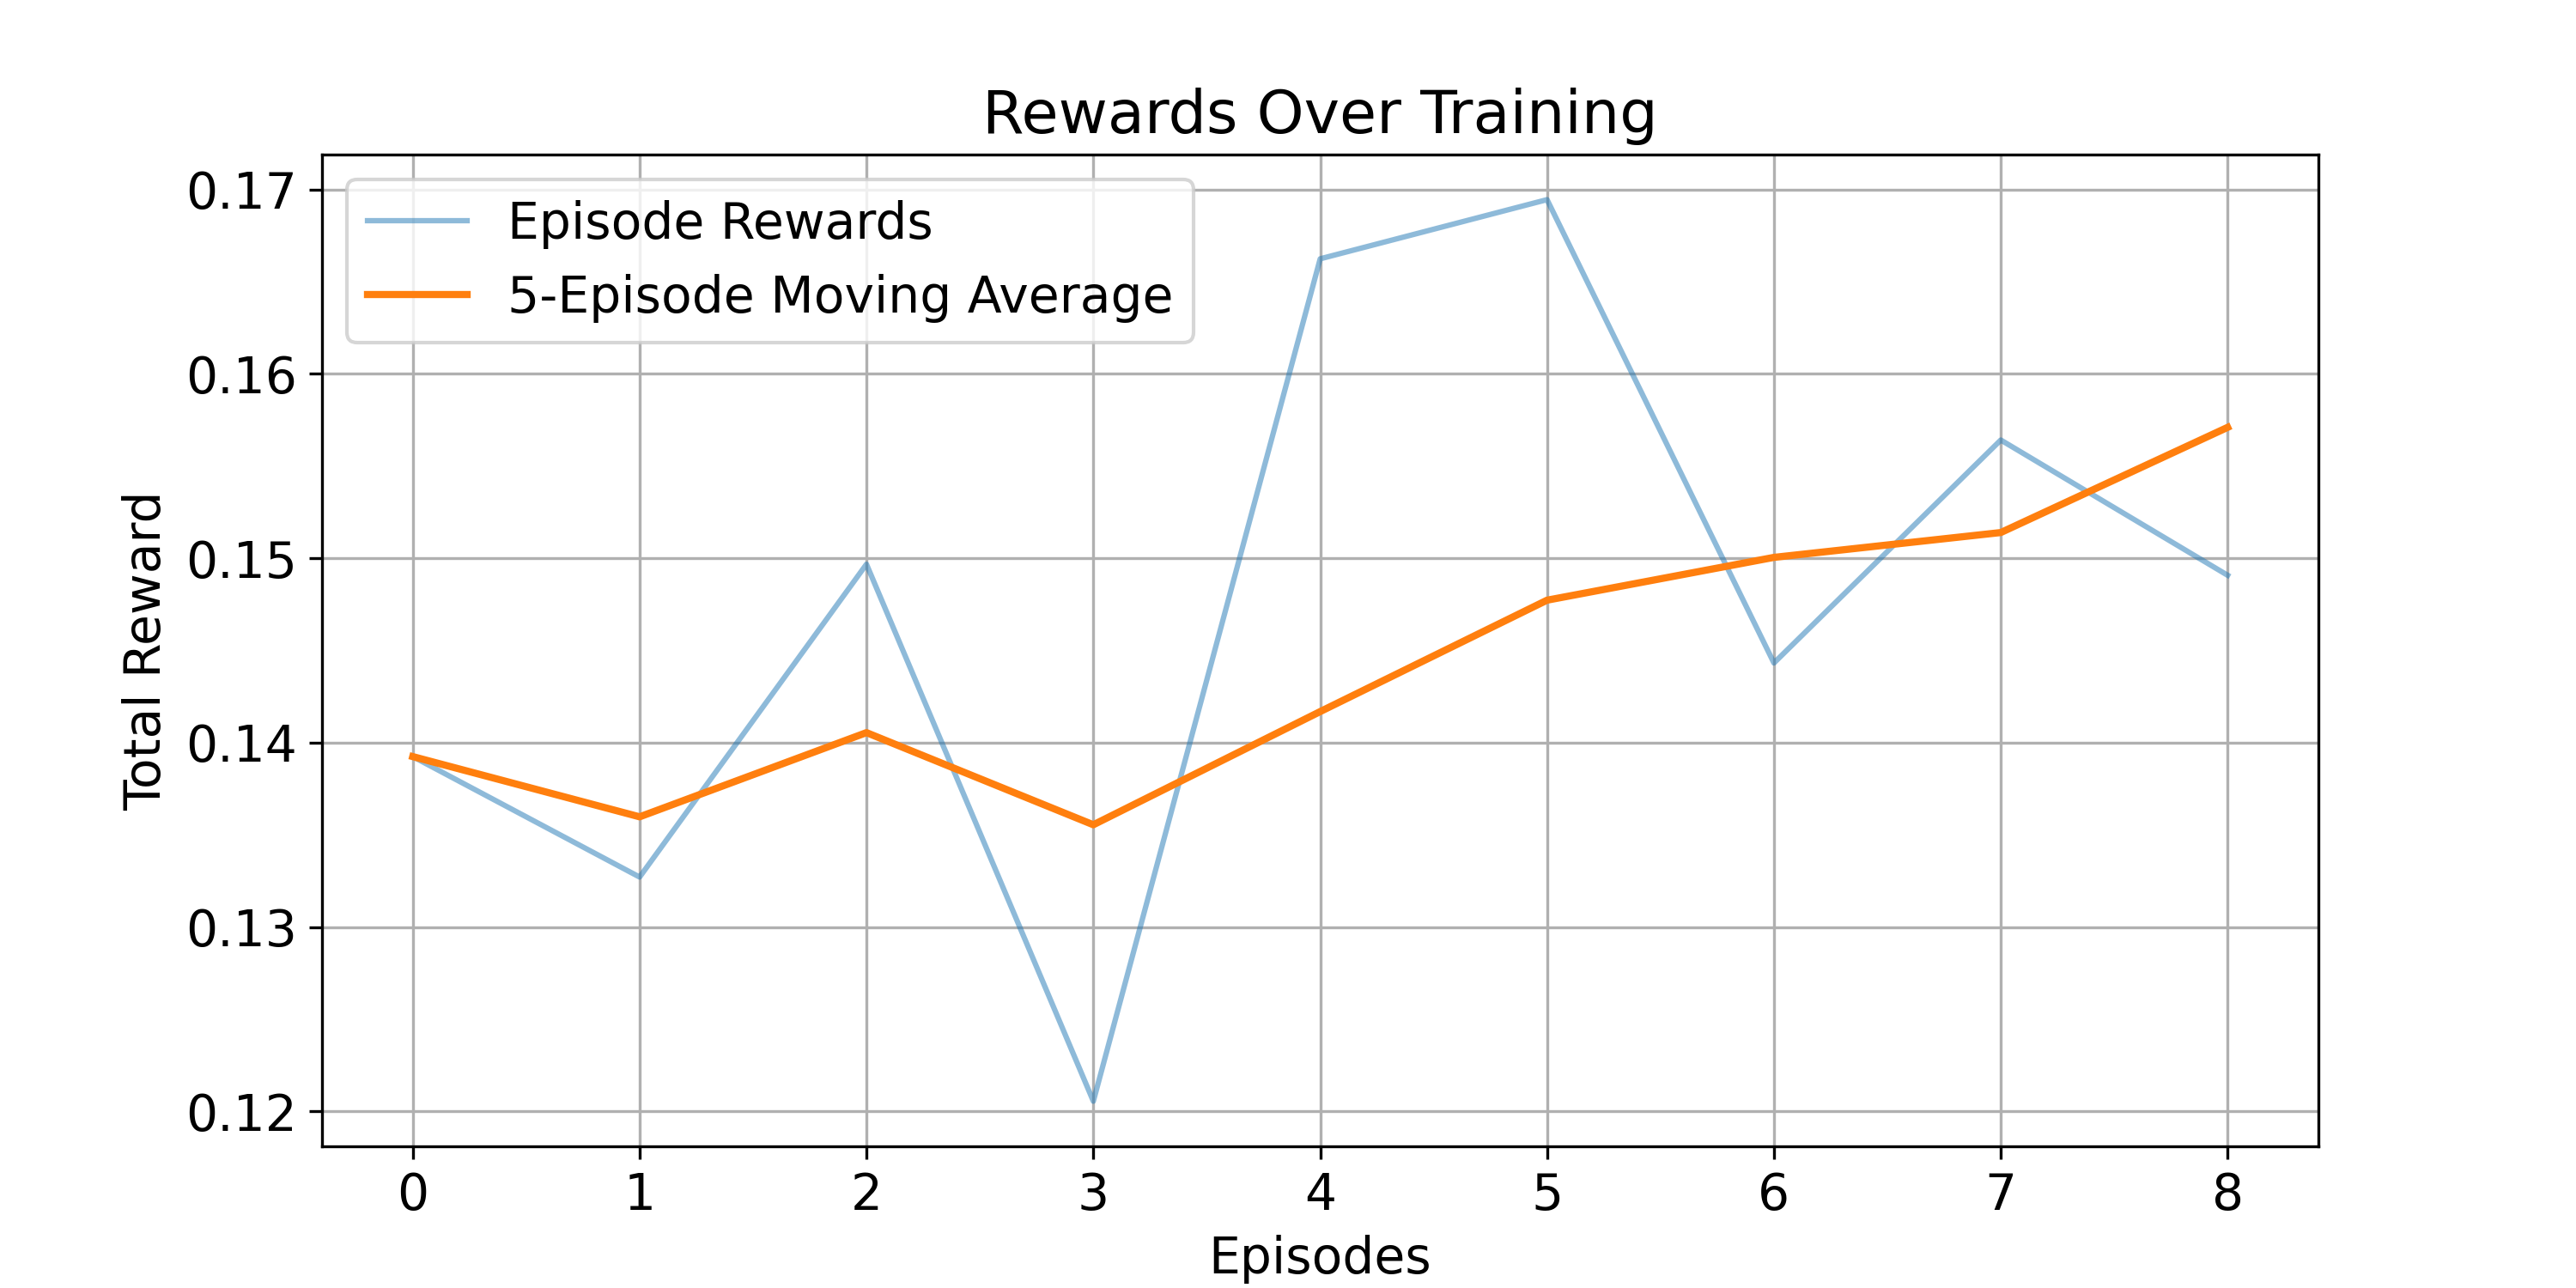 Rewards Over Training
Episode Rewards
5-Episode Moving Average
Total Reward
0.17
0.16
0.15
0.14
0.13
0.12
0 1 2 3 4 5 6 7 8
Episodes